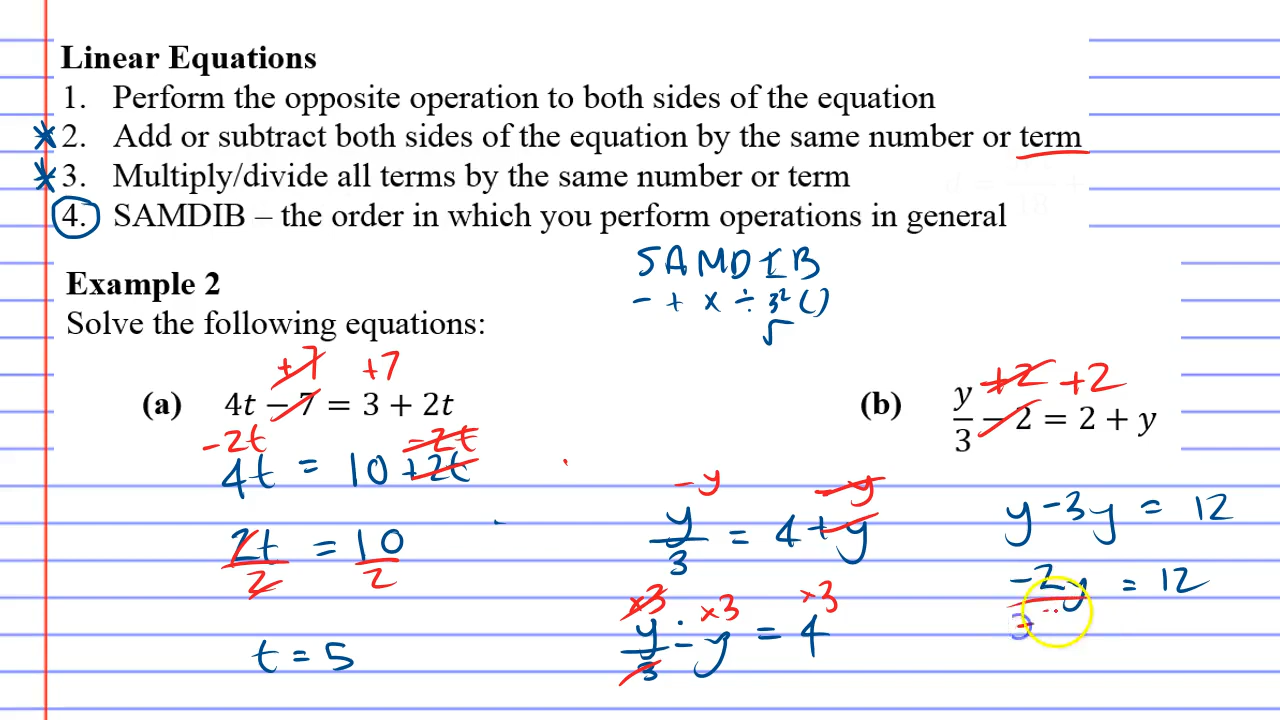 Linear Equations
1. Perform the opposite operation to both sides of the equation
2. Add or subtract both sides of the equation by the same number or term
3. Multiply/divide all terms by the same number or term
4. SAMDIB – the order in which you perform operations in general
SAMDIB
− + × ÷ 3² ()
√
Example 2
Solve the following equations:
+7 +7
(a) 4t − 7 = 3 + 2t
-2t -2t
4t = 10 +2t
2t = 10
2 2
t = 5
+2 +2
(b) y/3 − 2 = 2 + y
-y -y
y/3 = 4 + y
×3 ×3 ×3
y/3 - y = 4
y - 3y = 12
-2y = 12